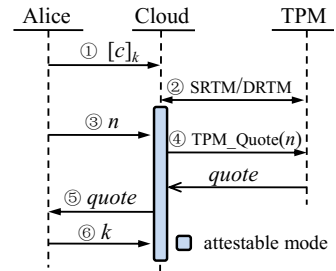 Alice Cloud TPM
① [c]k
② SRTM/DRTM
③ n
④ TPM_Quote(n)
quote
⑤ quote
⑥ k
attestable mode